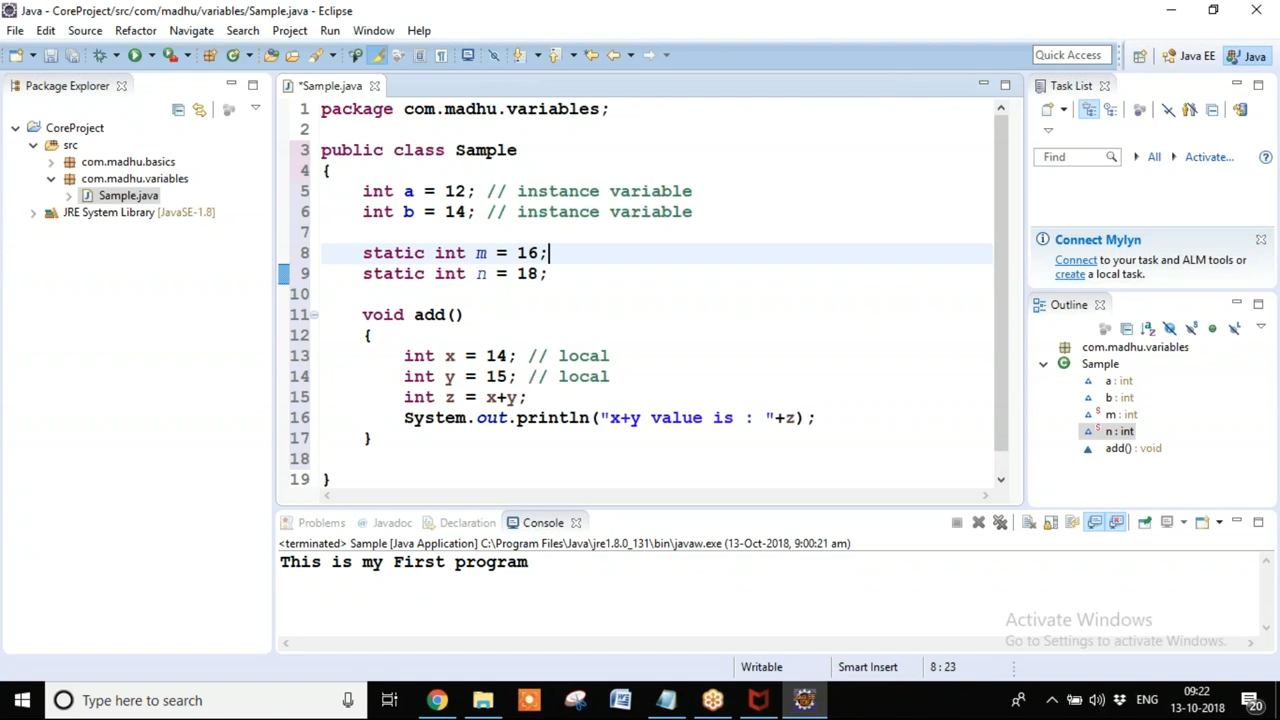 Java - CoreProject/src/com/madhu/variables/Sample.java - Eclipse
File Edit Source Refactor Navigate Search Project Run Window Help
Quick Access Java EE Java
Package Explorer
CoreProject
src
com.madhu.basics
com.madhu.variables
Sample.java
JRE System Library [JavaSE-1.8]
*Sample.java
1 package com.madhu.variables;
2
3 public class Sample
4 {
5 int a = 12; // instance variable
6 int b = 14; // instance variable
7
8 static int m = 16;
9 static int n = 18;
10
11 void add()
12 {
13 int x = 14; // local
14 int y = 15; // local
15 int z = x+y;
16 System.out.println("x+y value is : "+z);
17 }
18
19 }
Task List
Find All Activate...
Connect Mylyn
Connect to your task and ALM tools or
create a local task.
Outline
com.madhu.variables
Sample
a : int
b : int
m : int
n : int
add() : void
Problems Javadoc Declaration Console
<terminated> Sample [Java Application] C:\Program Files\Java\jre1.8.0_131\bin\javaw.exe (13-Oct-2018, 9:00:21 am)
This is my First program
Activate Windows
Go to Settings to activate Windows.
Writable Smart Insert 8 : 23
Type here to search
ENG
09:22
13-10-2018
20